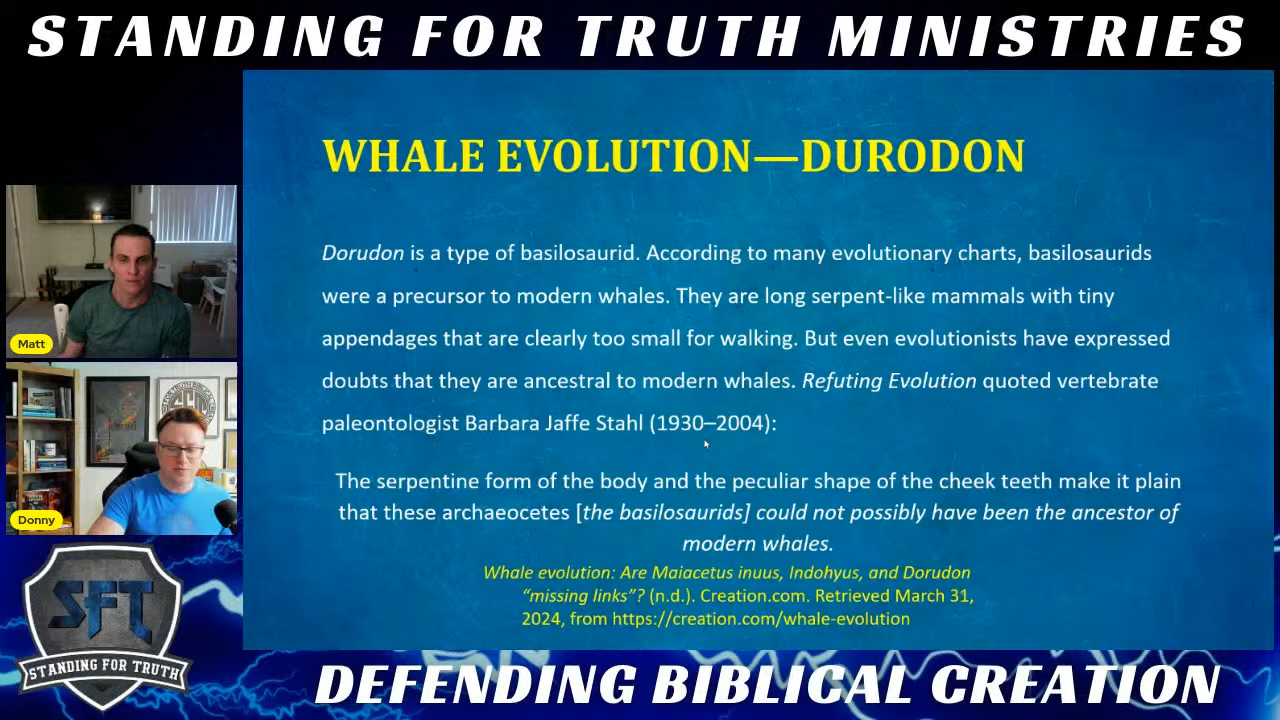 STANDING FOR TRUTH MINISTRIES
WHALE EVOLUTION—DURODON
Dorudon is a type of basilosaurid. According to many evolutionary charts, basilosaurids
were a precursor to modern whales. They are long serpent-like mammals with tiny
appendages that are clearly too small for walking. But even evolutionists have expressed
doubts that they are ancestral to modern whales. Refuting Evolution quoted vertebrate
paleontologist Barbara Jaffe Stahl (1930–2004):
The serpentine form of the body and the peculiar shape of the cheek teeth make it plain
that these archaeocetes [the basilosaurids] could not possibly have been the ancestor of
modern whales.
Whale evolution: Are Maiacetus inuus, Indohyus, and Dorudon
“missing links”? (n.d.). Creation.com. Retrieved March 31,
2024, from https://creation.com/whale-evolution
Matt
Donny
SFT
STANDING FOR TRUTH
DEFENDING BIBLICAL CREATION